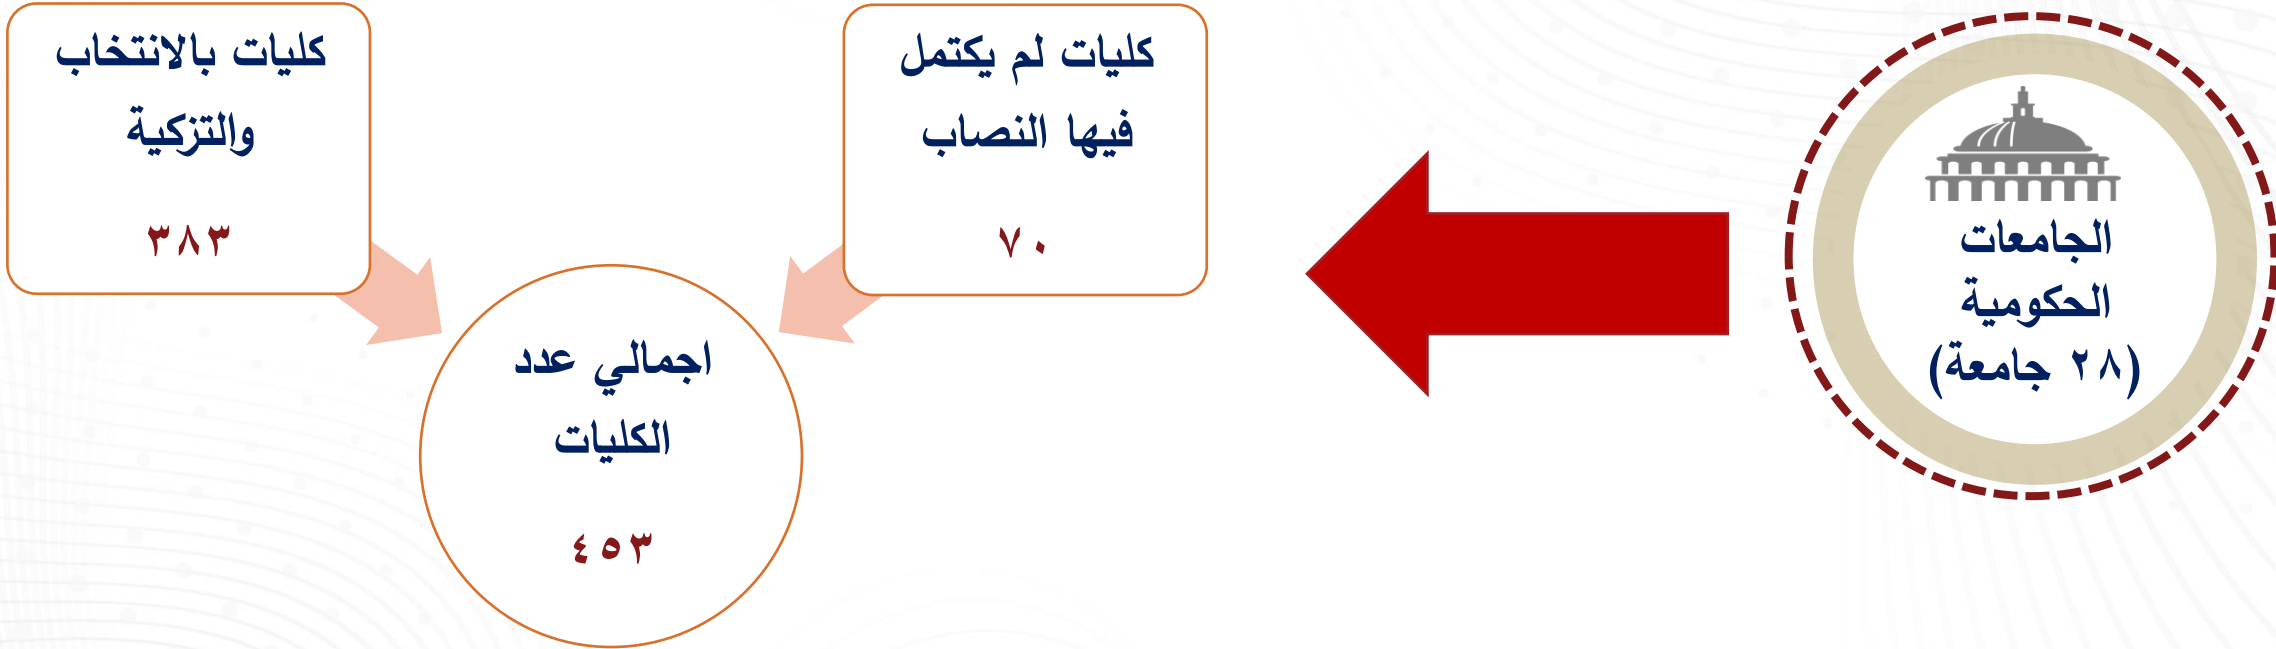 الجامعات
الحكومية
(٢٨ جامعة)
كليات لم يكتمل
فيها النصاب
٧٠
كليات بالانتخاب
والتزكية
٣٨٣
اجمالي عدد
الكليات
٤٥٣